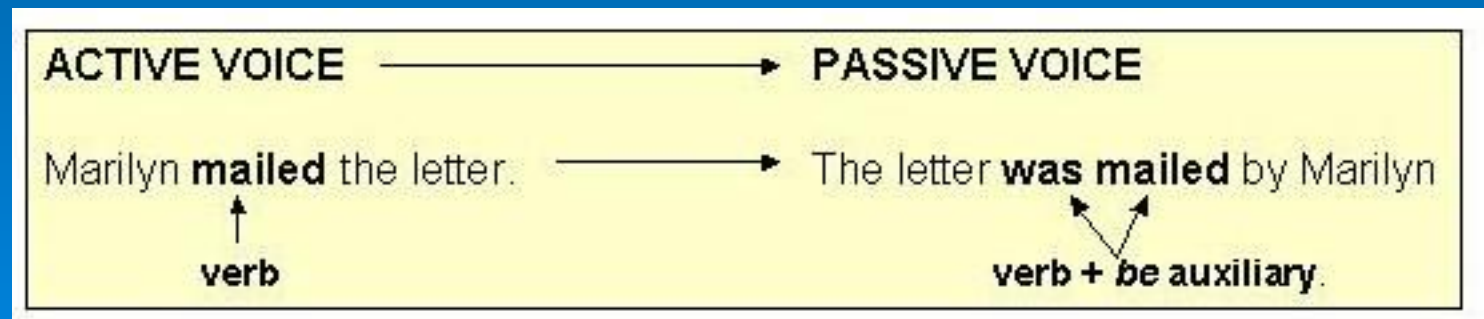 ACTIVE VOICE PASSIVE VOICE
Marilyn mailed the letter. The letter was mailed by Marilyn
verb verb + be auxiliary.